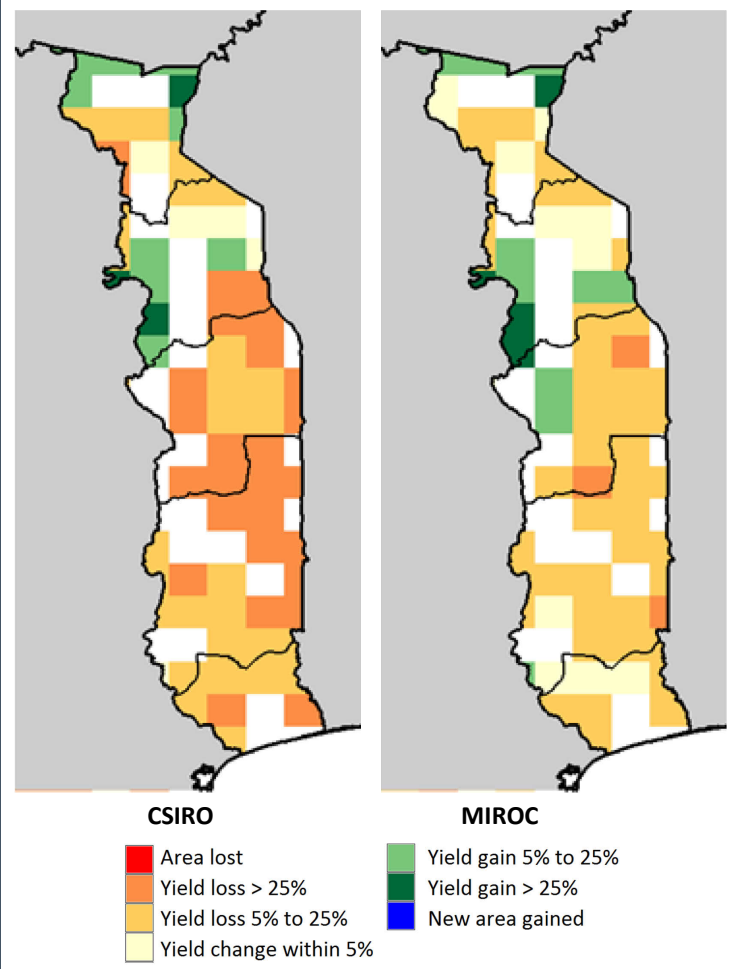 CSIRO
MIROC
Area lost
Yield loss > 25%
Yield loss 5% to 25%
Yield change within 5%
Yield gain 5% to 25%
Yield gain > 25%
New area gained